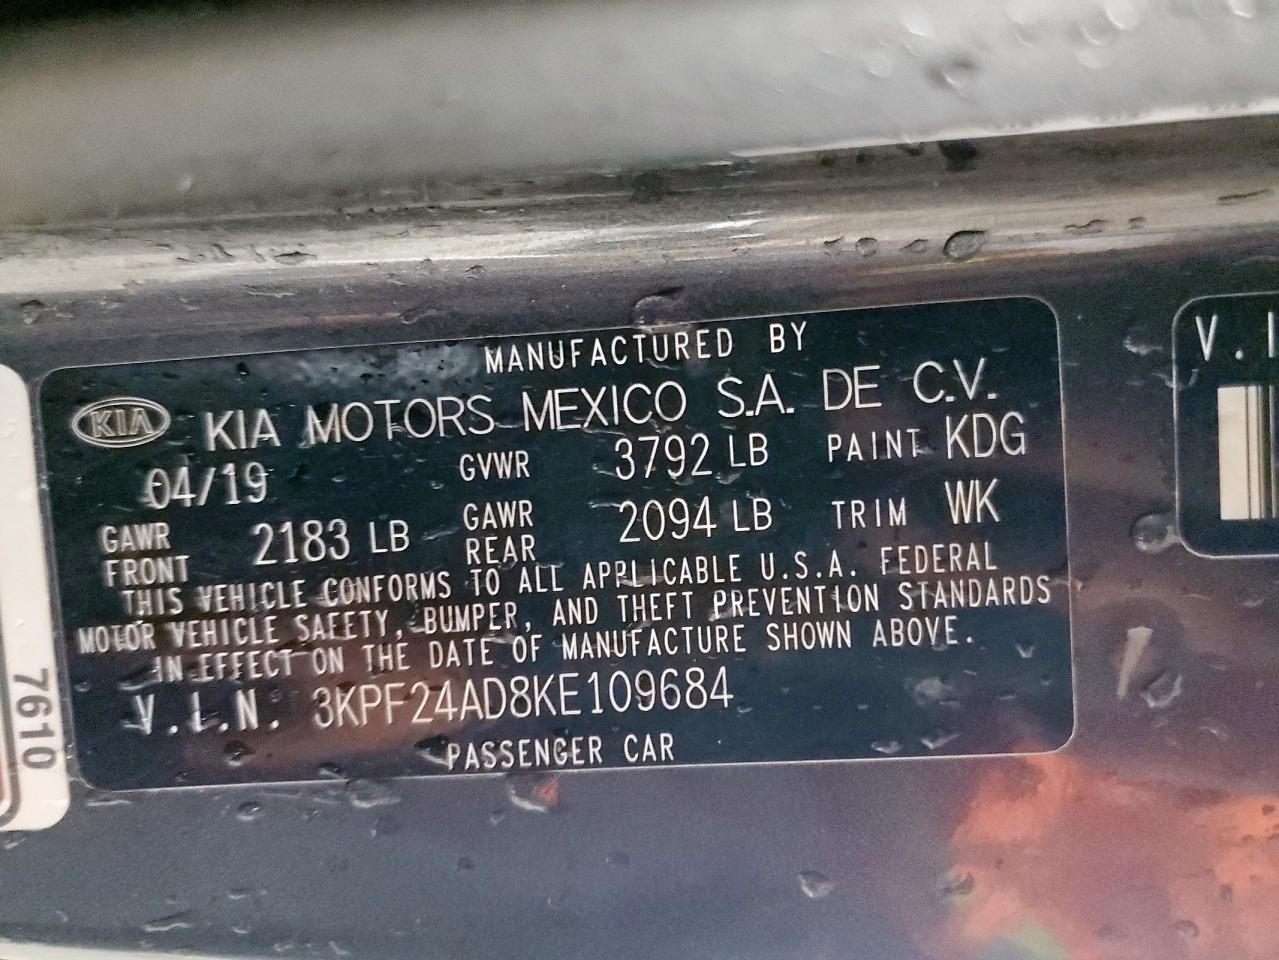 MANUFACTURED BY
KIA KIA MOTORS MEXICO S.A. DE C.V.
04/19 GVWR 3792 LB PAINT KDG
GAWR FRONT 2183 LB GAWR REAR 2094 LB TRIM WK
THIS VEHICLE CONFORMS TO ALL APPLICABLE U.S.A. FEDERAL
MOTOR VEHICLE SAFETY, BUMPER, AND THEFT PREVENTION STANDARDS
IN EFFECT ON THE DATE OF MANUFACTURE SHOWN ABOVE.
V.I.N: 3KPF24AD8KE109684
PASSENGER CAR
7610
V.I